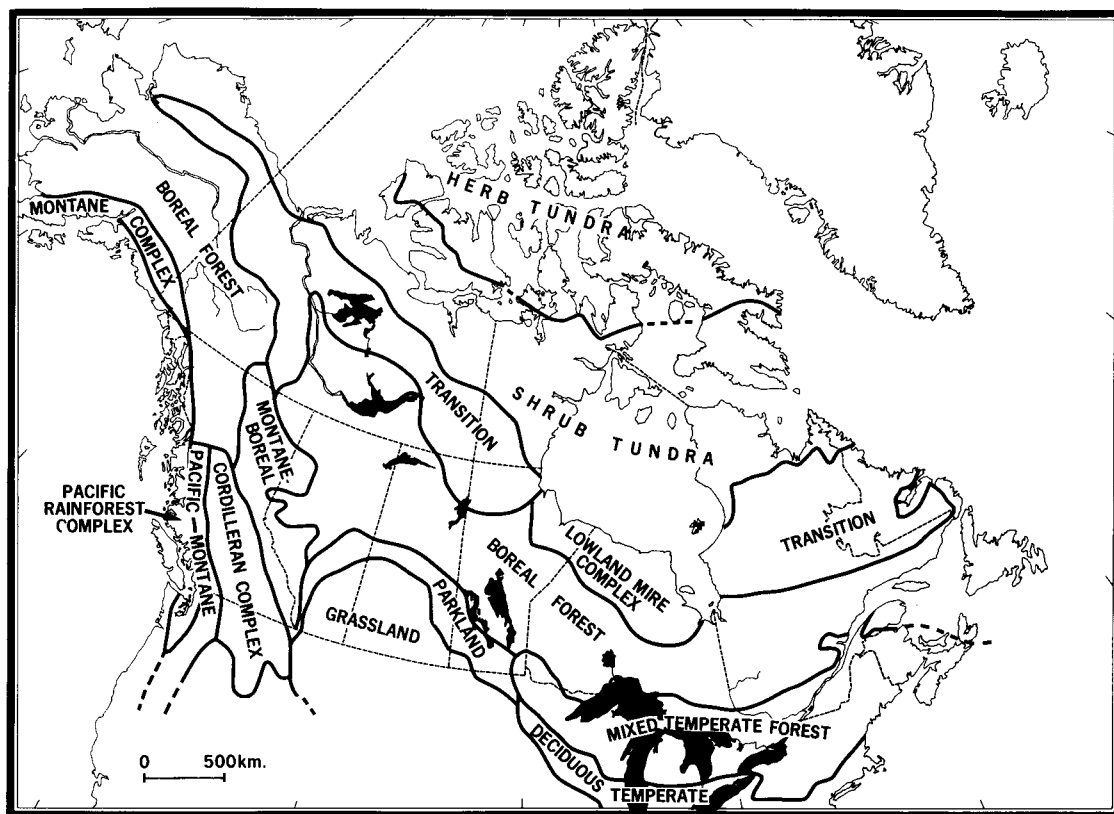 HERB TUNDRA
MONTANE
COMPLEX
BOREAL FOREST
TRANSITION
SHRUB TUNDRA
MONTANE-
BOREAL
PACIFIC
RAINFOREST
COMPLEX
PACIFIC-MONTANE
CORDILLERAN COMPLEX
TRANSITION
LOWLAND MIRE
COMPLEX
BOREAL
FOREST
PARKLAND
GRASSLAND
MIXED TEMPERATE FOREST
DECIDUOUS
TEMPERATE
0 500km.